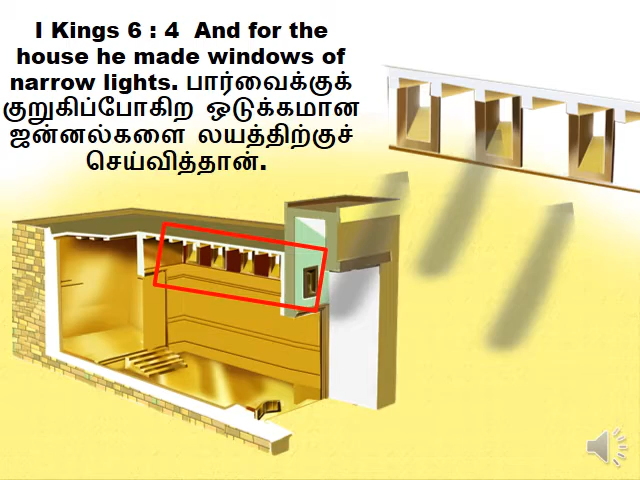 I Kings 6 : 4  And for the
house he made windows of
narrow lights. பார்வைக்குக்
குறுகிப்போகிற ஒடுக்கமான
ஜன்னல்களை லயத்திற்குச்
செய்வித்தான்.